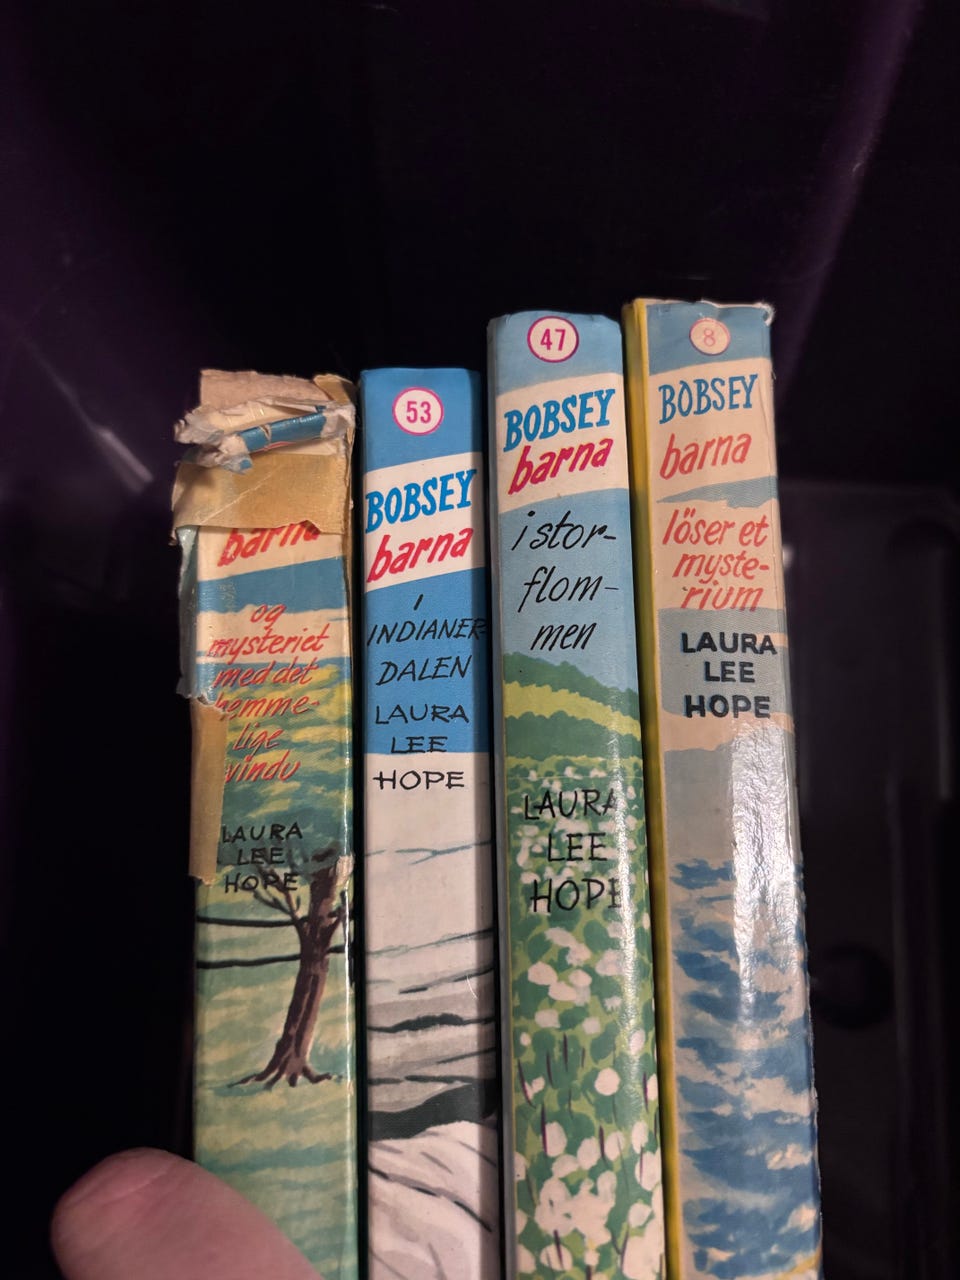 barna
og
mysteriet
med det
hemme-
lige
vindu
LAURA
LEE
HOPE
53
BOBSEY
barna
i
INDIANER-
DALEN
LAURA
LEE
HOPE
47
BOBSEY
barna
i stor-
flom-
men
LAURA
LEE
HOPE
8
BOBSEY
barna
löser et
myste-
rium
LAURA
LEE
HOPE